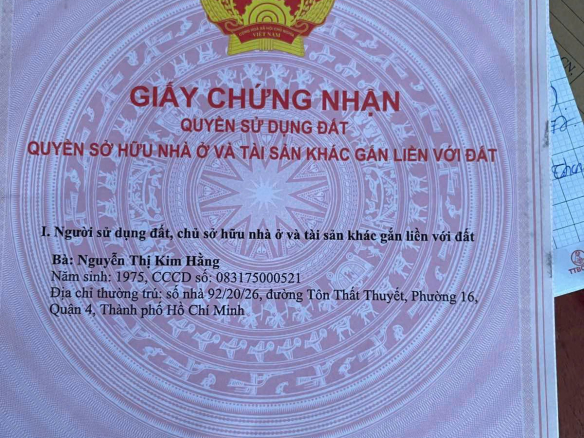 VIỆT NAM
GIẤY CHỨNG NHẬN
QUYỀN SỬ DỤNG ĐẤT
QUYỀN SỞ HỮU NHÀ Ở VÀ TÀI SẢN KHÁC GẮN LIỀN VỚI ĐẤT
I. Người sử dụng đất, chủ sở hữu nhà ở và tài sản khác gắn liền với đất
Bà: Nguyễn Thị Kim Hằng
Năm sinh: 1975, CCCD số: 083175000521
Địa chỉ thường trú: số nhà 92/20/26, đường Tôn Thất Thuyết, Phường 16,
Quận 4, Thành phố Hồ Chí Minh